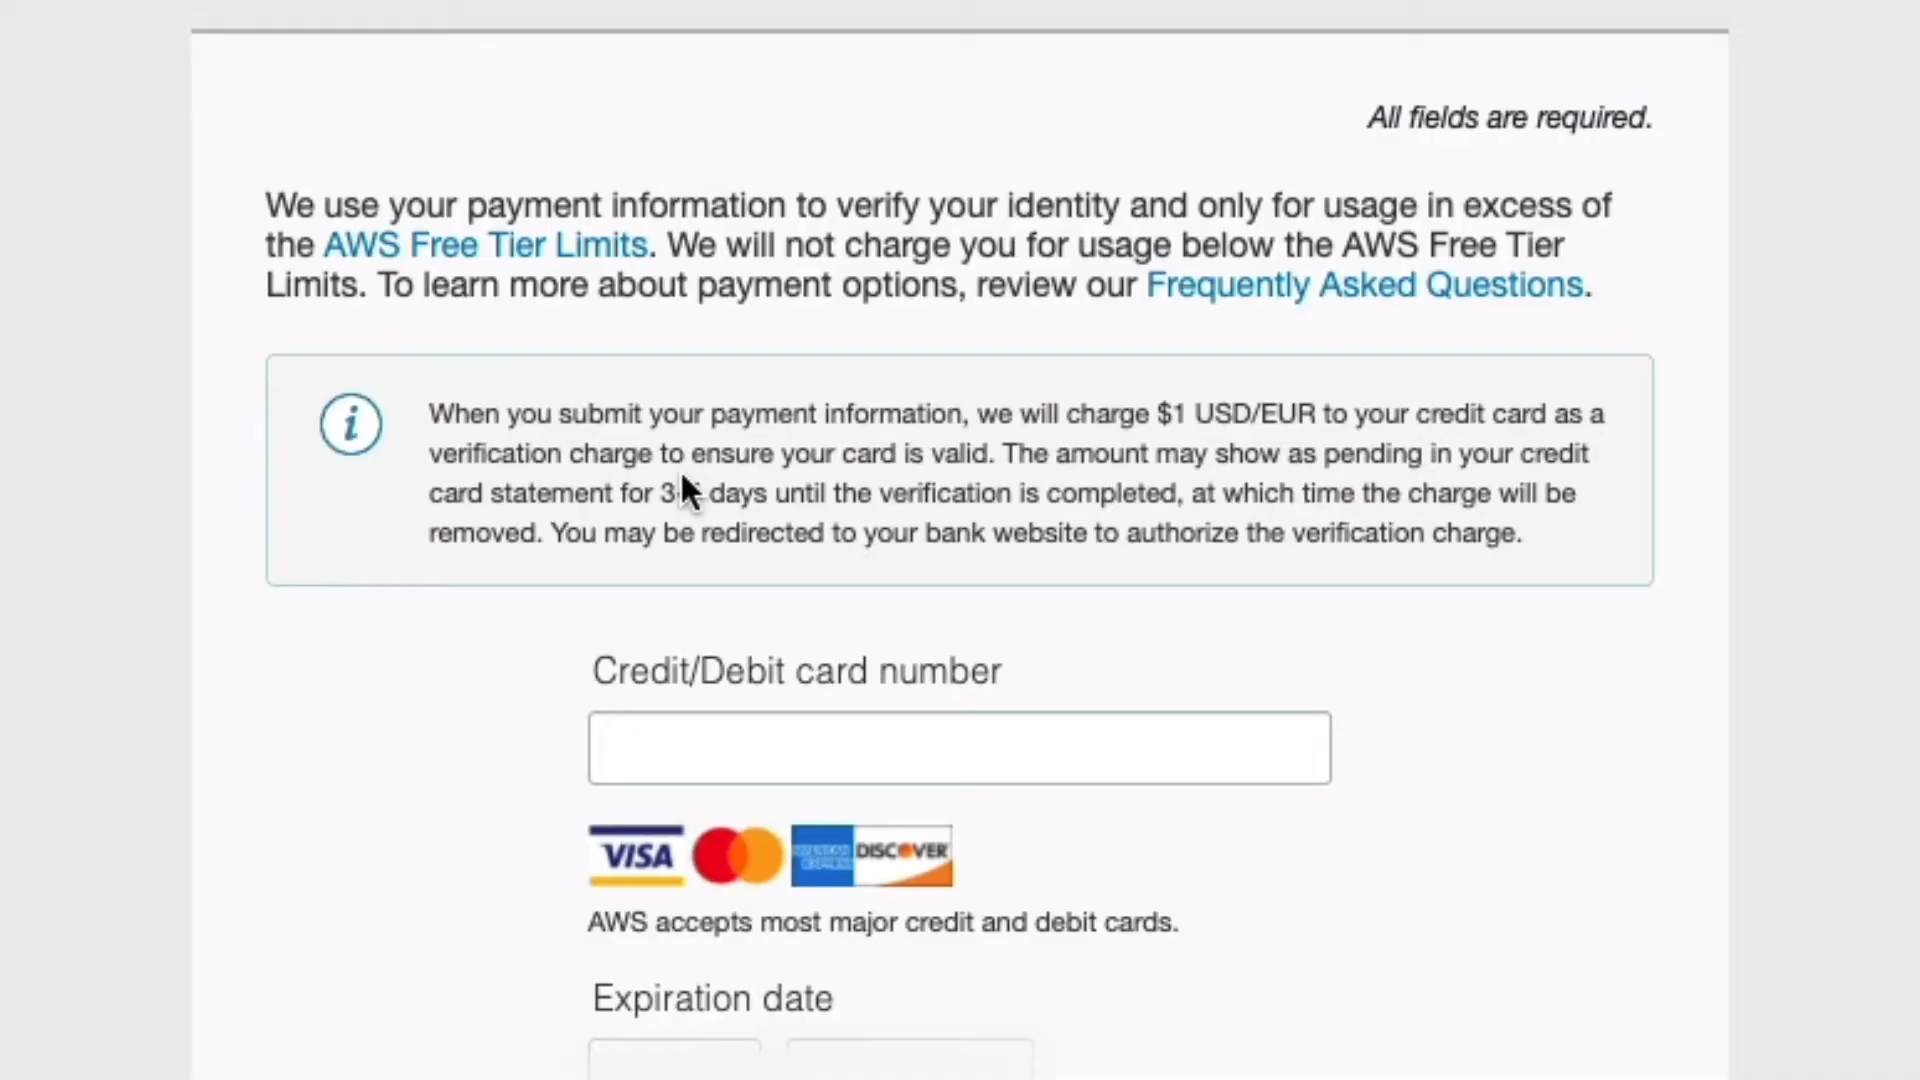 All fields are required.
We use your payment information to verify your identity and only for usage in excess of
the AWS Free Tier Limits. We will not charge you for usage below the AWS Free Tier
Limits. To learn more about payment options, review our Frequently Asked Questions.
i
When you submit your payment information, we will charge $1 USD/EUR to your credit card as a
verification charge to ensure your card is valid. The amount may show as pending in your credit
card statement for days until the verification is completed, at which time the charge will be
removed. You may be redirected to your bank website to authorize the verification charge.
Credit/Debit card number
VISA
AMERICAN EXPRESS
DISCOVER
AWS accepts most major credit and debit cards.
Expiration date